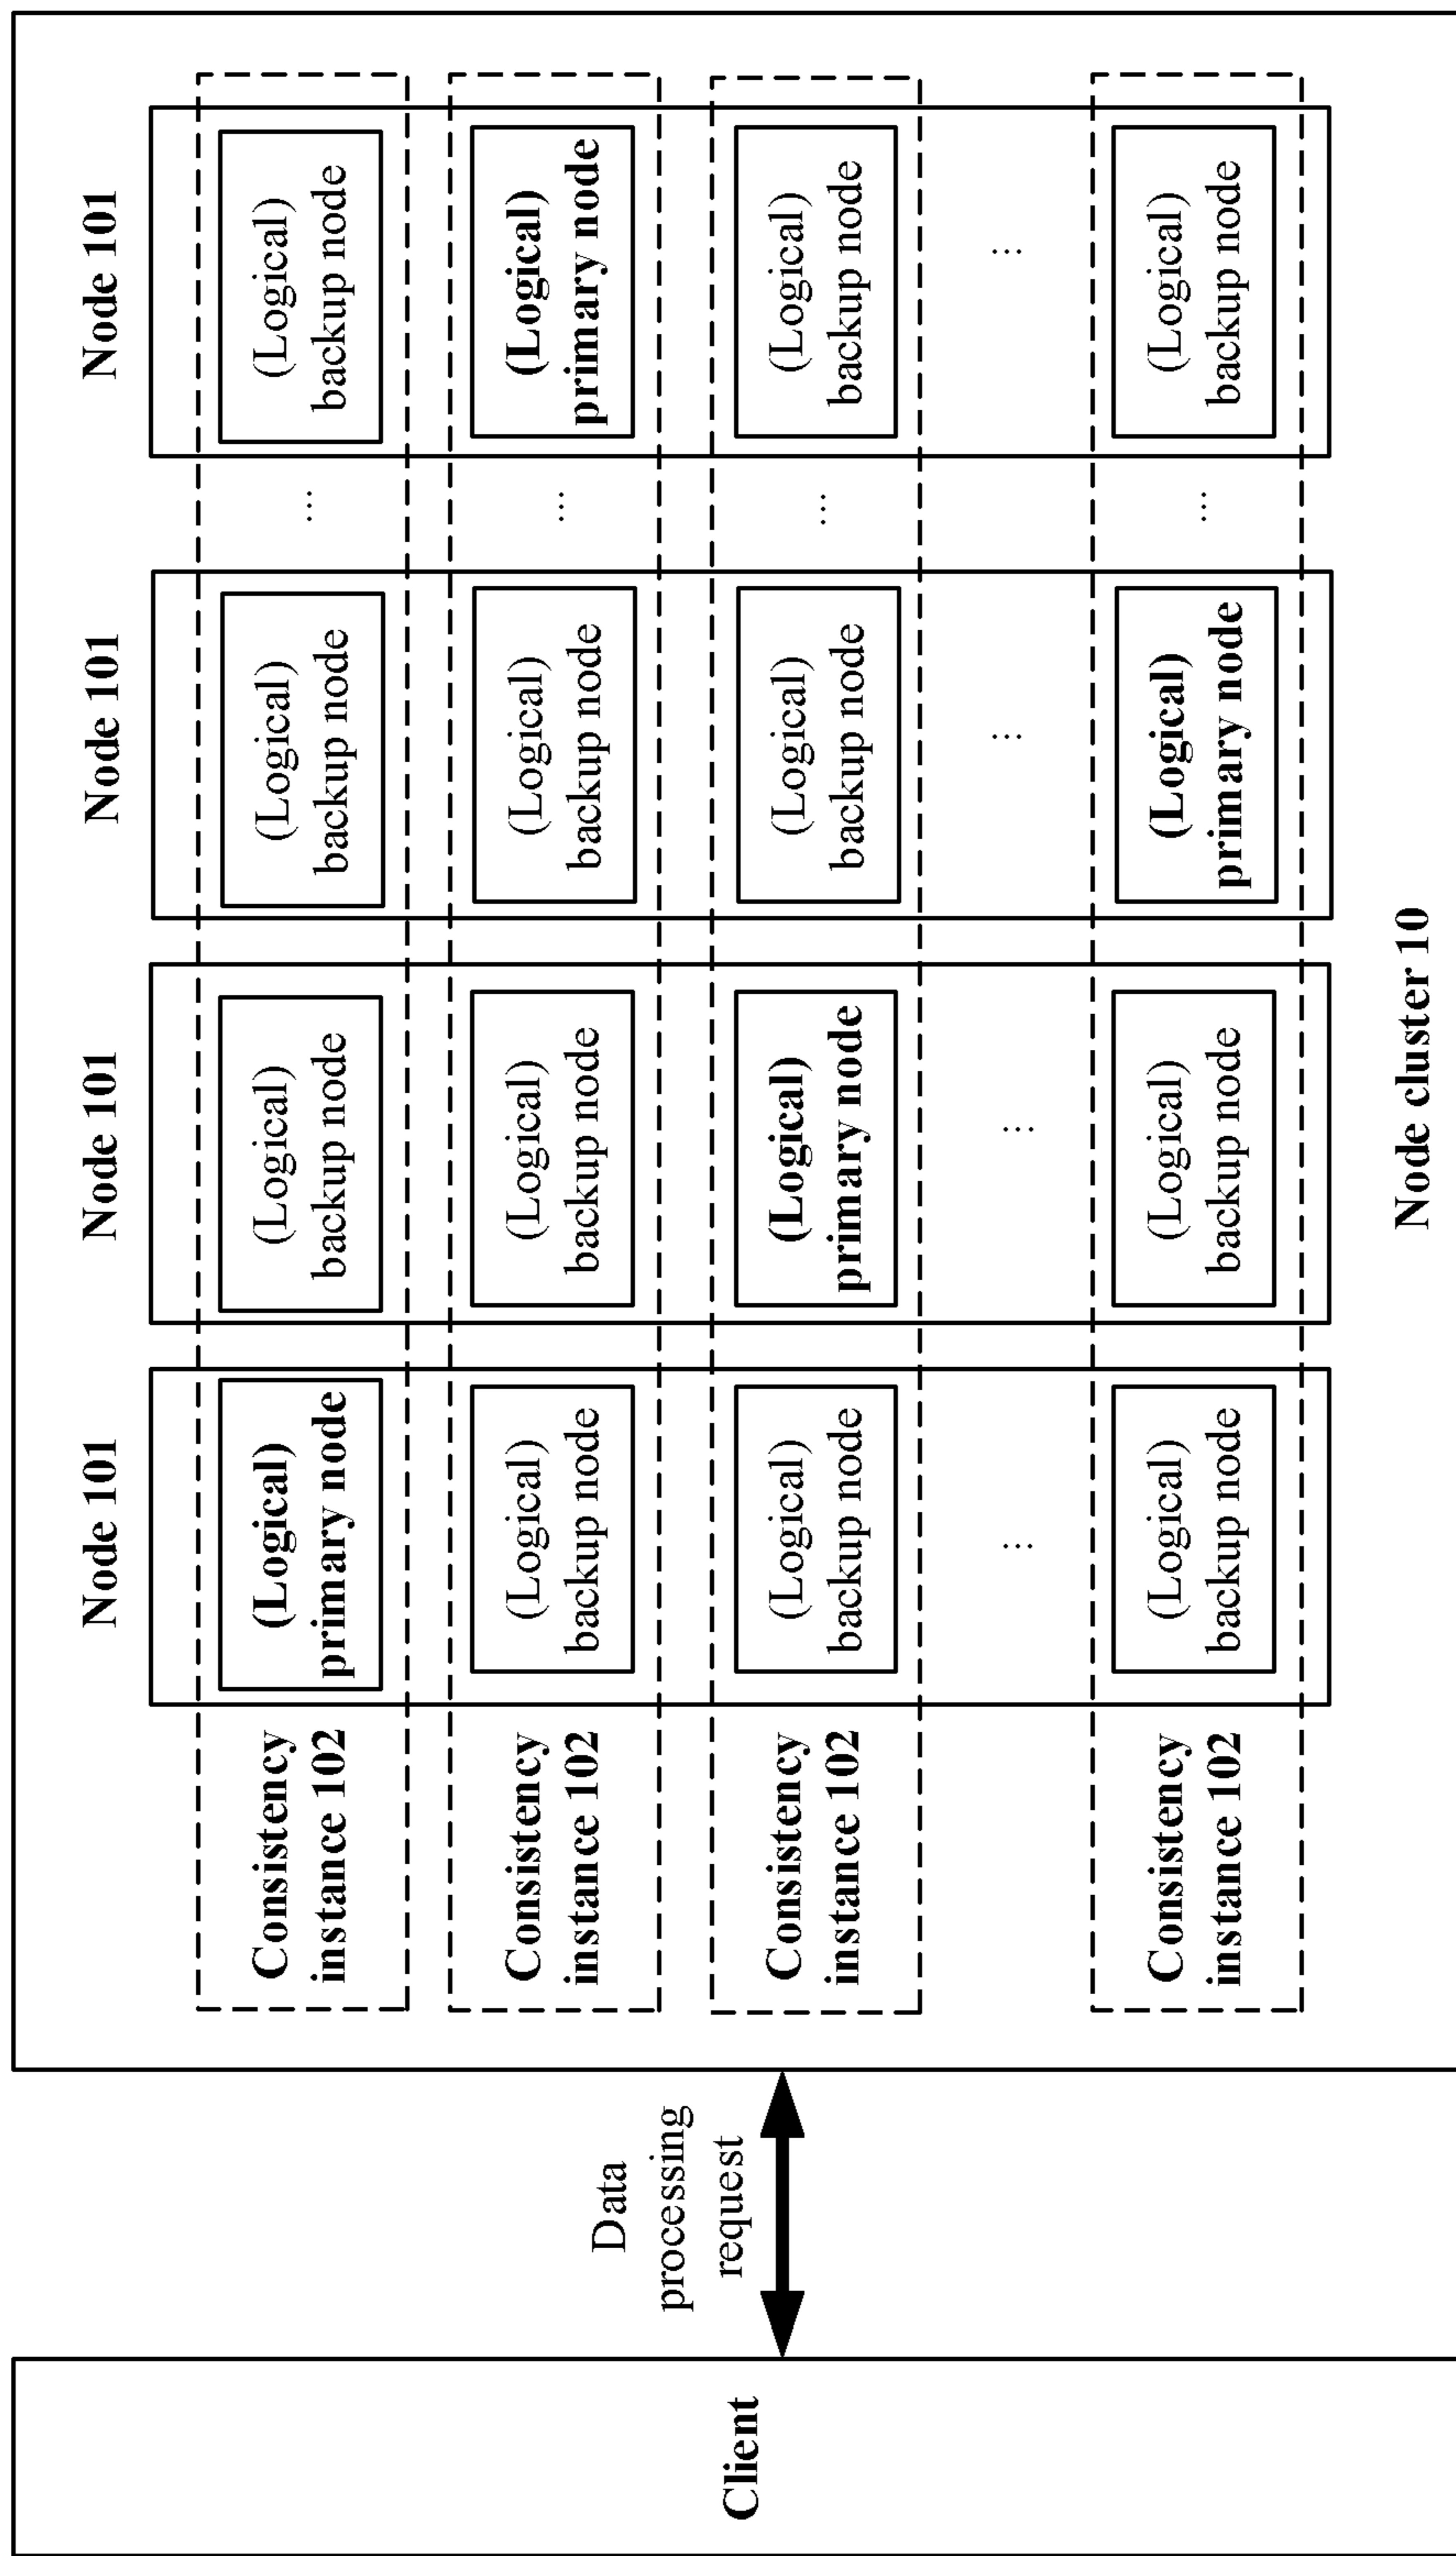 Client
Data
processing
request
Node 101
Node 101
Node 101
Node 101
Consistency
instance 102
(Logical)
primary node
(Logical)
backup node
(Logical)
backup node
...
(Logical)
backup node
Consistency
instance 102
(Logical)
backup node
(Logical)
backup node
(Logical)
backup node
...
(Logical)
primary node
Consistency
instance 102
(Logical)
backup node
(Logical)
primary node
(Logical)
backup node
...
(Logical)
backup node
...
...
...
...
Consistency
instance 102
(Logical)
backup node
(Logical)
backup node
(Logical)
primary node
...
(Logical)
backup node
Node cluster 10